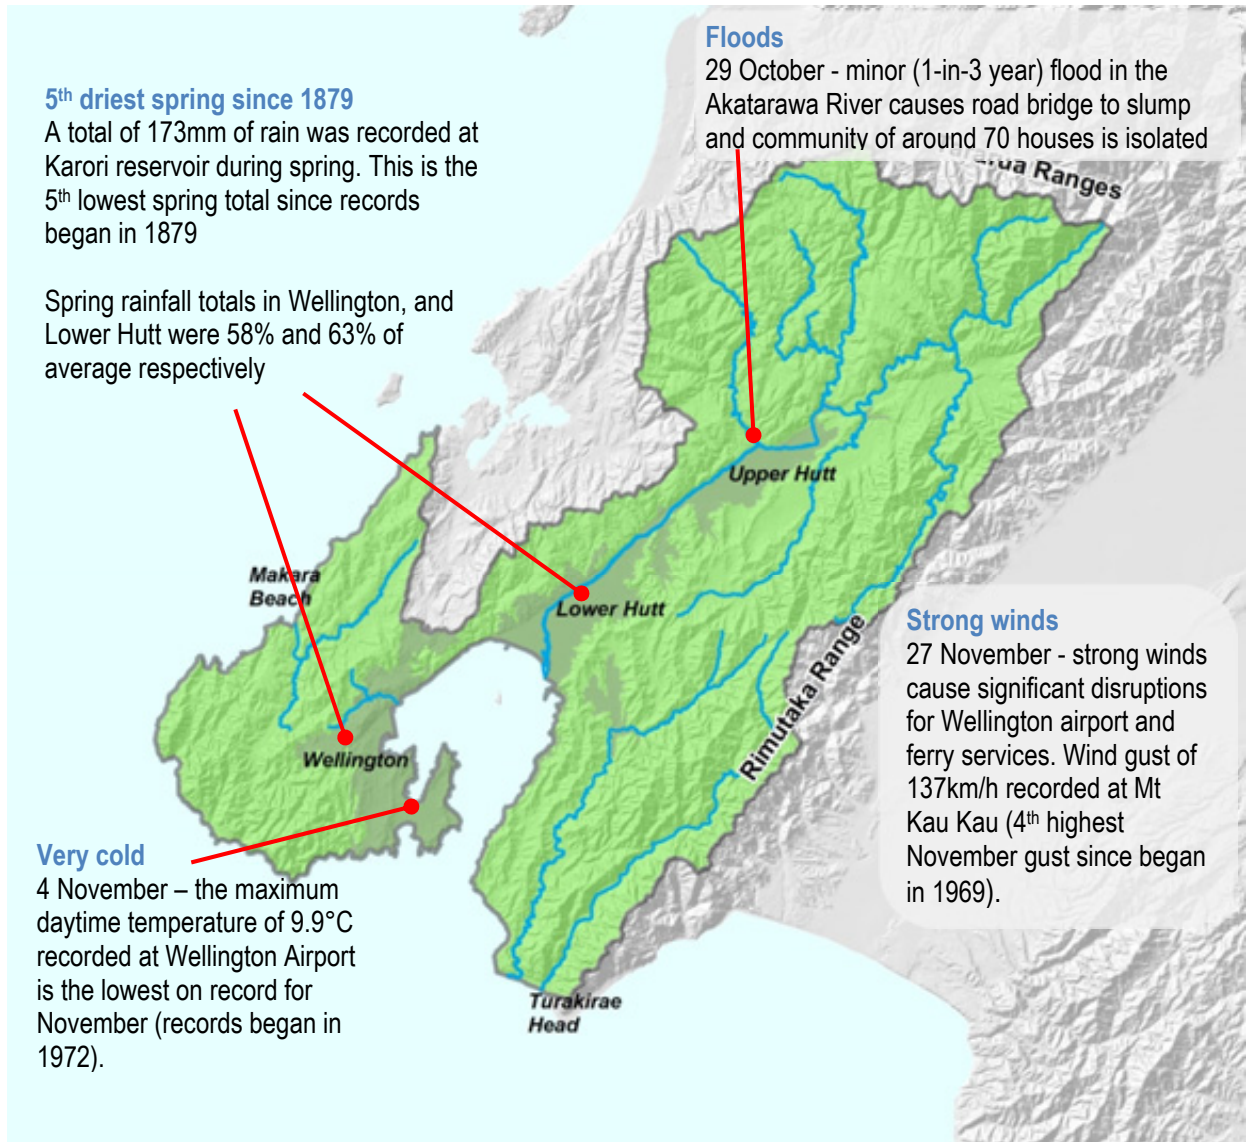 5th driest spring since 1879
A total of 173mm of rain was recorded at
Karori reservoir during spring. This is the
5th lowest spring total since records
began in 1879
Spring rainfall totals in Wellington, and
Lower Hutt were 58% and 63% of
average respectively
Floods
29 October - minor (1-in-3 year) flood in the
Akatarawa River causes road bridge to slump
and community of around 70 houses is isolated
Ranges
Upper Hutt
Makara
Beach
Lower Hutt
Rimutaka Range
Wellington
Strong winds
27 November - strong winds
cause significant disruptions
for Wellington airport and
ferry services. Wind gust of
137km/h recorded at Mt
Kau Kau (4th highest
November gust since began
in 1969).
Very cold
4 November – the maximum
daytime temperature of 9.9°C
recorded at Wellington Airport
is the lowest on record for
November (records began in
1972).
Turakirae
Head